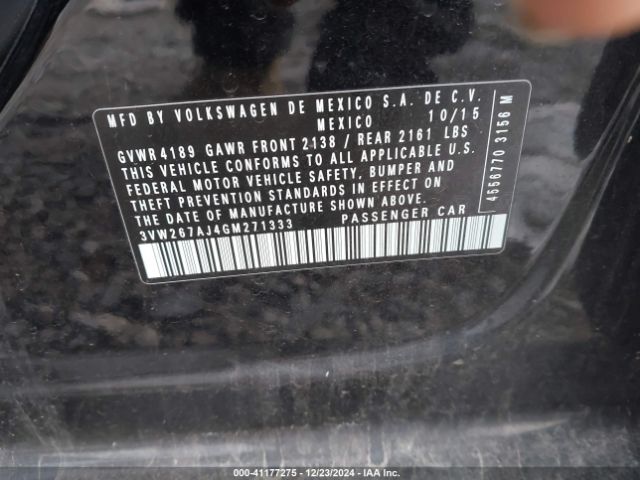 MFD BY VOLKSWAGEN DE MEXICO S.A. DE C.V.
MEXICO 10/15
GVWR 4189 GAWR FRONT 2138 / REAR 2161 LBS
THIS VEHICLE CONFORMS TO ALL APPLICABLE U.S.
FEDERAL MOTOR VEHICLE SAFETY, BUMPER AND
THEFT PREVENTION STANDARDS IN EFFECT ON
THE DATE OF MANUFACTURE SHOWN ABOVE.
3VW267AJ4GM271333 PASSENGER CAR
4556770 3156 M
000-41177275 - 12/23/2024 - IAA Inc.